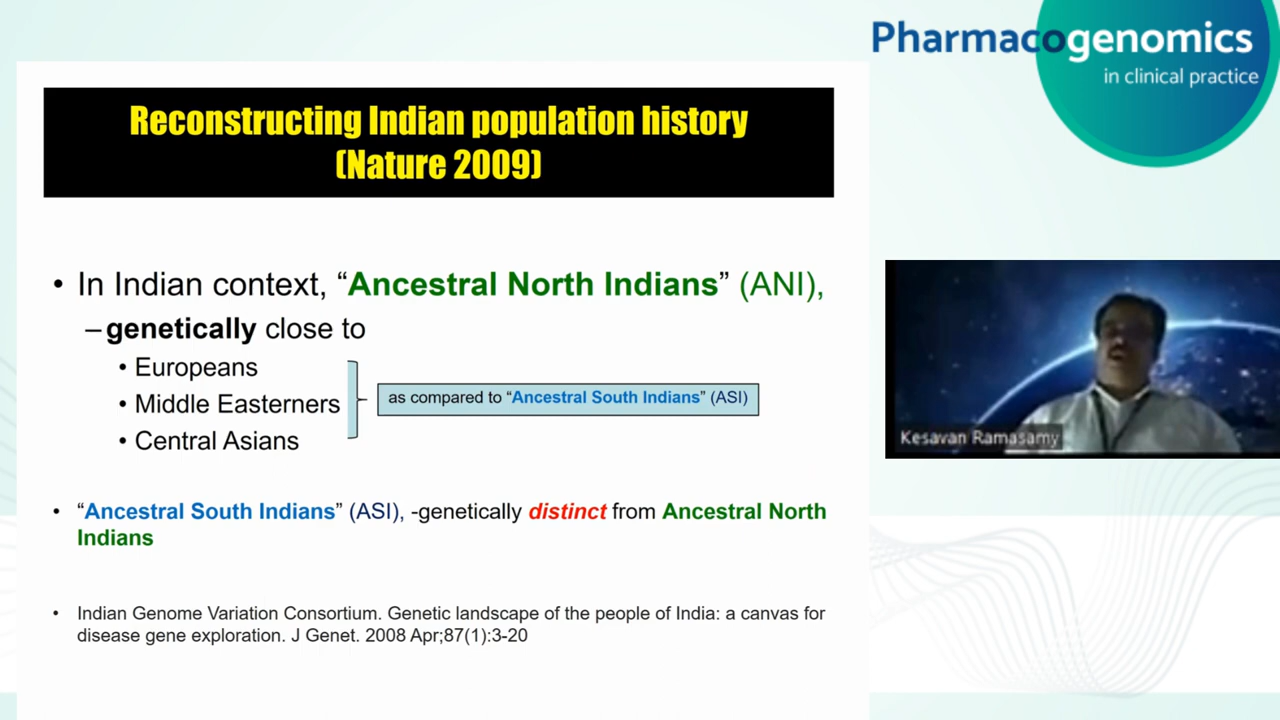 Pharmacogenomics
in clinical practice
Reconstructing Indian population history
(Nature 2009)
• In Indian context, “Ancestral North Indians” (ANI),
–genetically close to
• Europeans
• Middle Easterners
• Central Asians
as compared to “Ancestral South Indians” (ASI)
• “Ancestral South Indians” (ASI), -genetically distinct from Ancestral North
Indians
• Indian Genome Variation Consortium. Genetic landscape of the people of India: a canvas for
disease gene exploration. J Genet. 2008 Apr;87(1):3-20
Kesavan Ramasamy